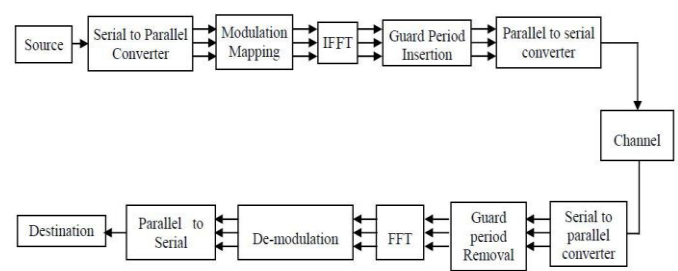 Source
Serial to Parallel
Converter
Modulation
Mapping
IFFT
Guard Period
Insertion
Parallel to serial
converter
Channel
Destination
Parallel to
Serial
De-modulation
FFT
Guard
period
Removal
Serial to
parallel
converter